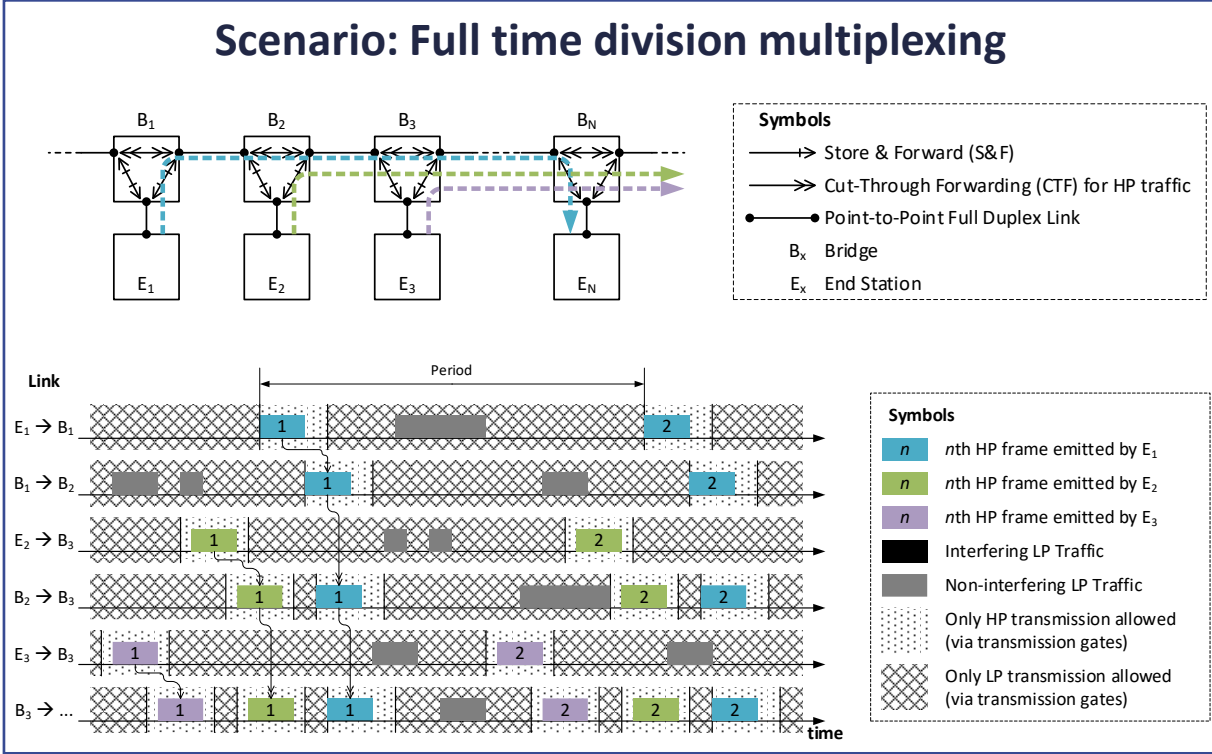 Scenario: Full time division multiplexing
B1 B2 B3 BN
E1 E2 E3 EN
Symbols
Store & Forward (S&F)
Cut-Through Forwarding (CTF) for HP traffic
Point-to-Point Full Duplex Link
Bx Bridge
Ex End Station
Link
Period
E1 → B1 1 2
B1 → B2 1 2
E2 → B3 1 2
B2 → B3 1 1 2 2
E3 → B3 1 2
B3 → ... 1 1 1 2 2 2
time
Symbols
n nth HP frame emitted by E1
n nth HP frame emitted by E2
n nth HP frame emitted by E3
Interfering LP Traffic
Non-interfering LP Traffic
Only HP transmission allowed
(via transmission gates)
Only LP transmission allowed
(via transmission gates)